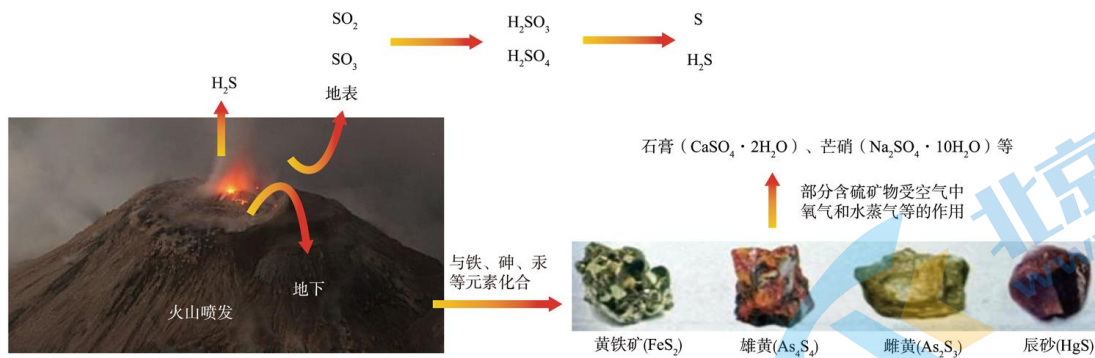 SO₂
H₂SO₃
S
SO₃
H₂SO₄
H₂S
H₂S
地表
石膏（CaSO₄·2H₂O）、芒硝（Na₂SO₄·10H₂O）等
部分含硫矿物受空气中
氧气和水蒸气等的作用
与铁、砷、汞
等元素化合
地下
火山喷发
黄铁矿(FeS₂)
雄黄(As₄S₄)
雌黄(As₂S₃)
辰砂(HgS)
北京